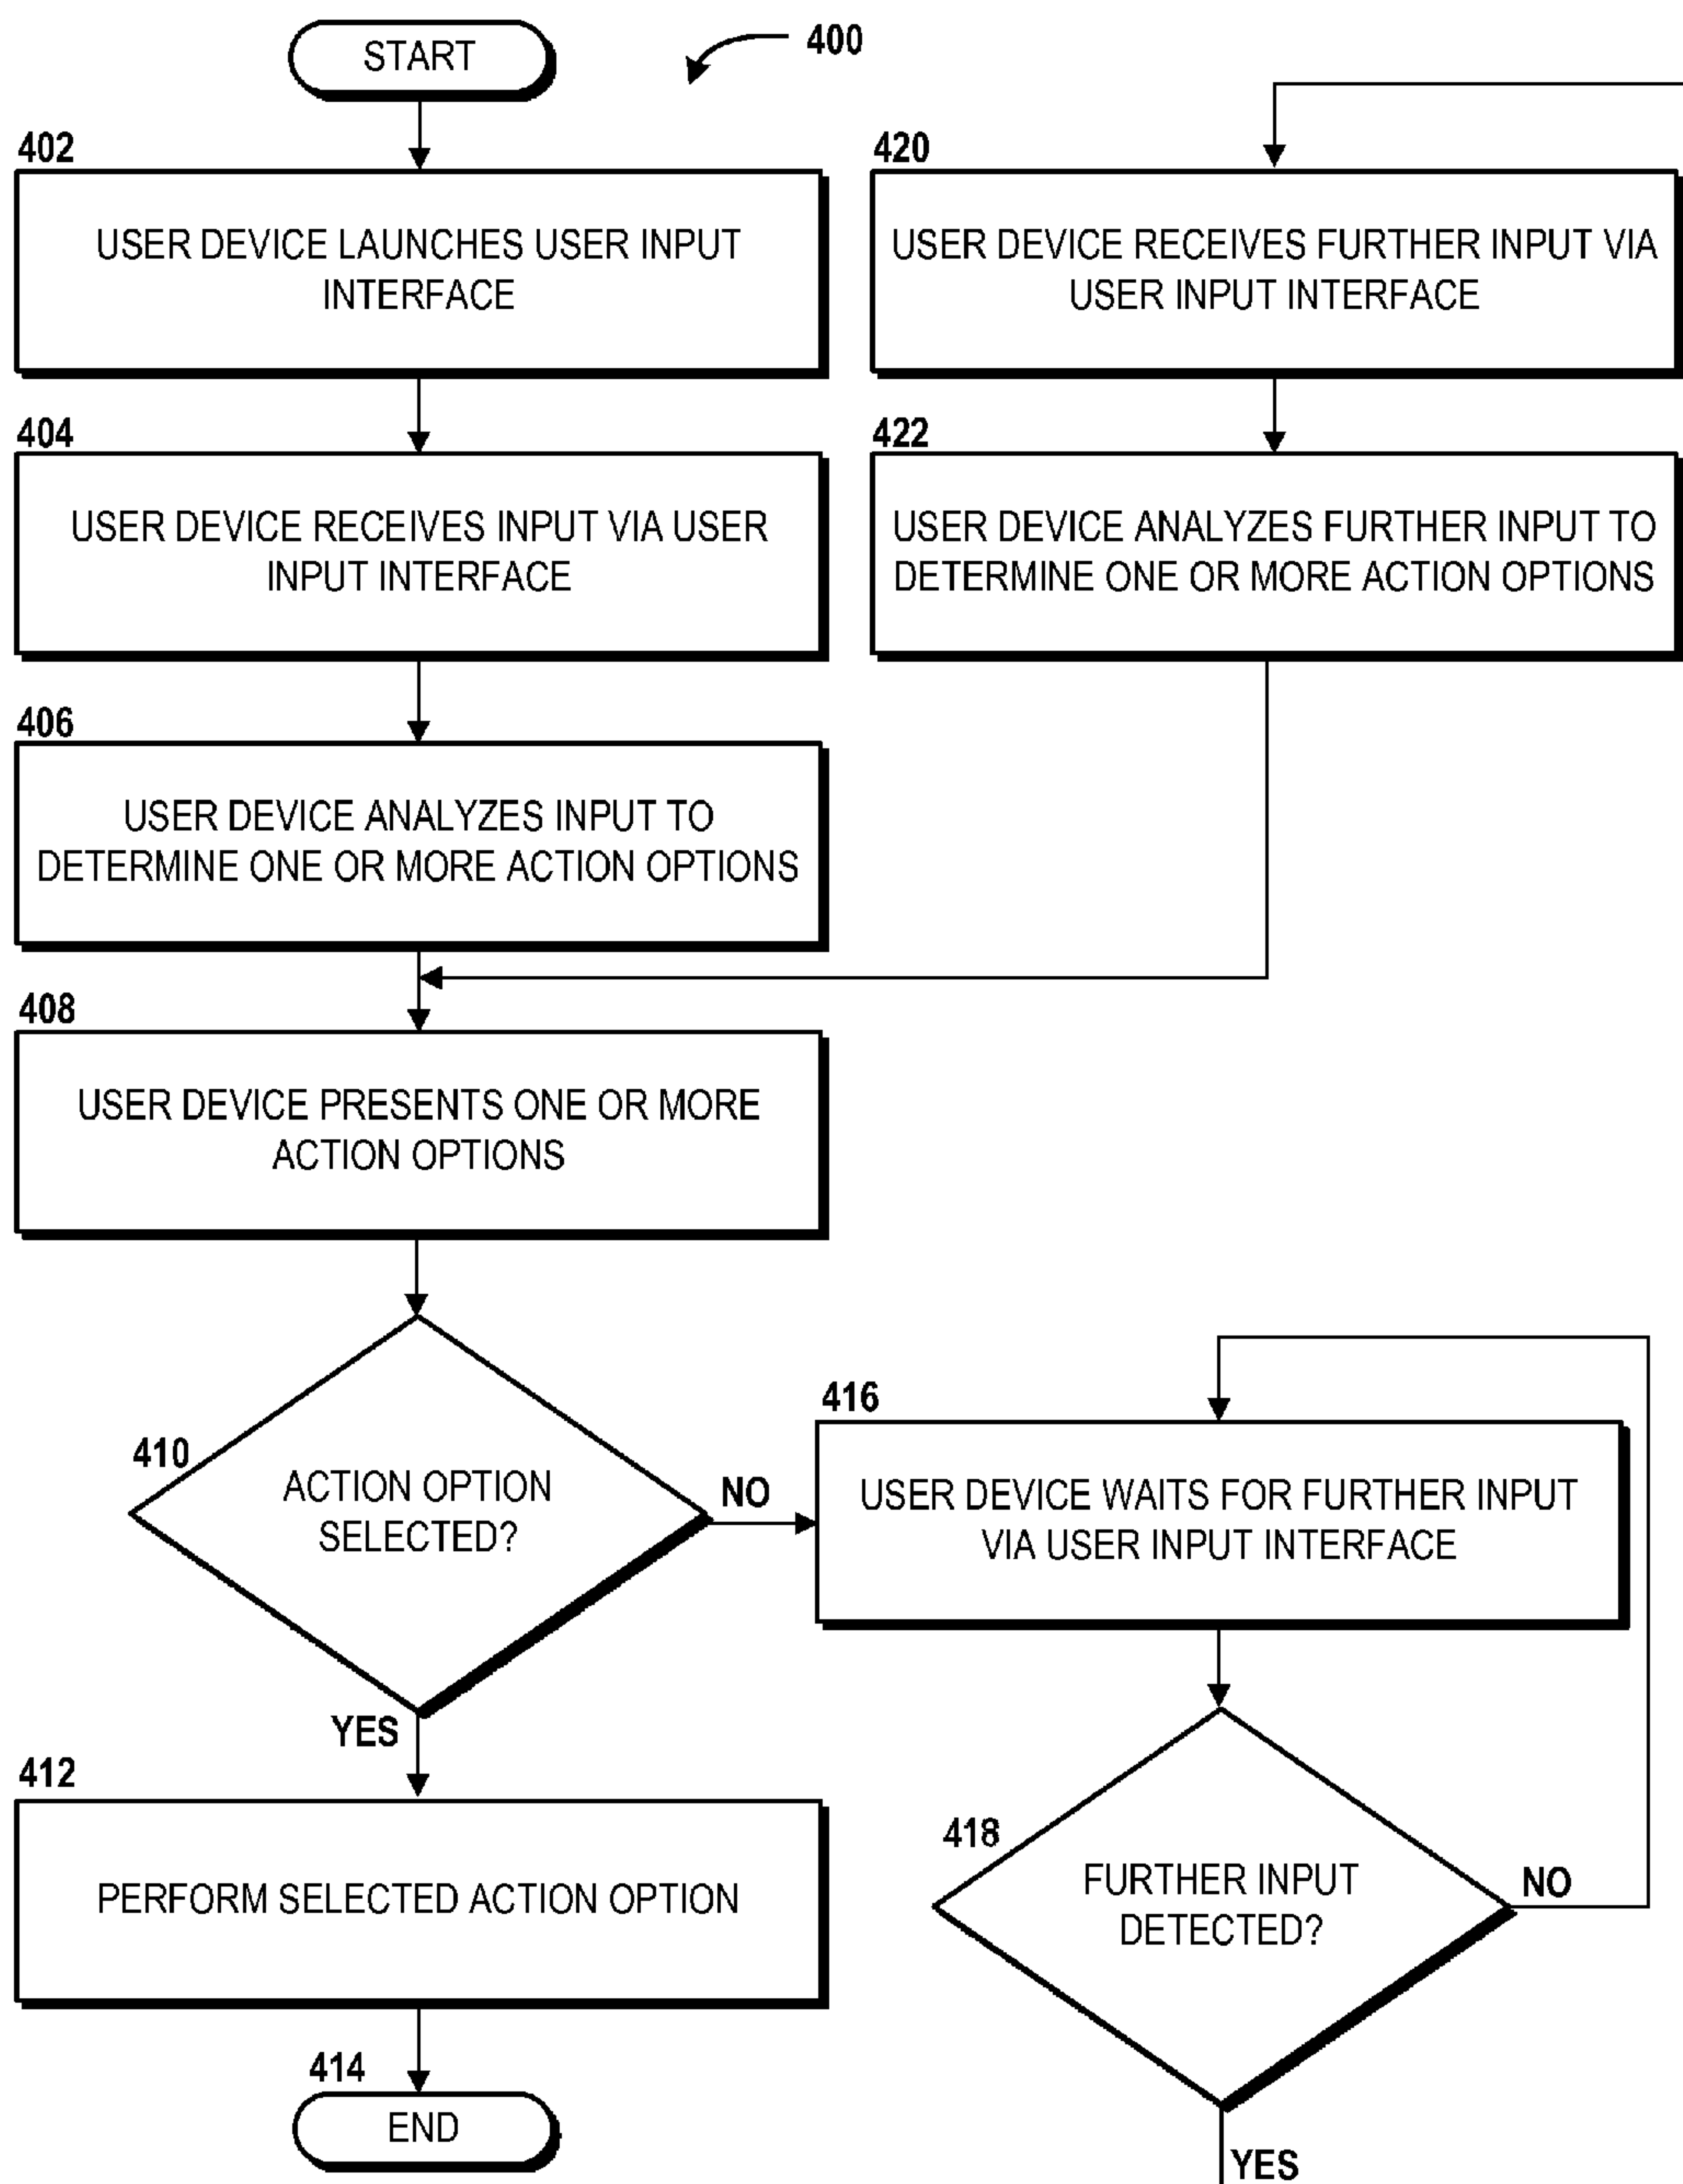 START
400
402
USER DEVICE LAUNCHES USER INPUT
INTERFACE
404
USER DEVICE RECEIVES INPUT VIA USER
INPUT INTERFACE
406
USER DEVICE ANALYZES INPUT TO
DETERMINE ONE OR MORE ACTION OPTIONS
408
USER DEVICE PRESENTS ONE OR MORE
ACTION OPTIONS
410
ACTION OPTION
SELECTED?
NO
YES
412
PERFORM SELECTED ACTION OPTION
414
END
416
USER DEVICE WAITS FOR FURTHER INPUT
VIA USER INPUT INTERFACE
418
FURTHER INPUT
DETECTED?
NO
YES
420
USER DEVICE RECEIVES FURTHER INPUT VIA
USER INPUT INTERFACE
422
USER DEVICE ANALYZES FURTHER INPUT TO
DETERMINE ONE OR MORE ACTION OPTIONS